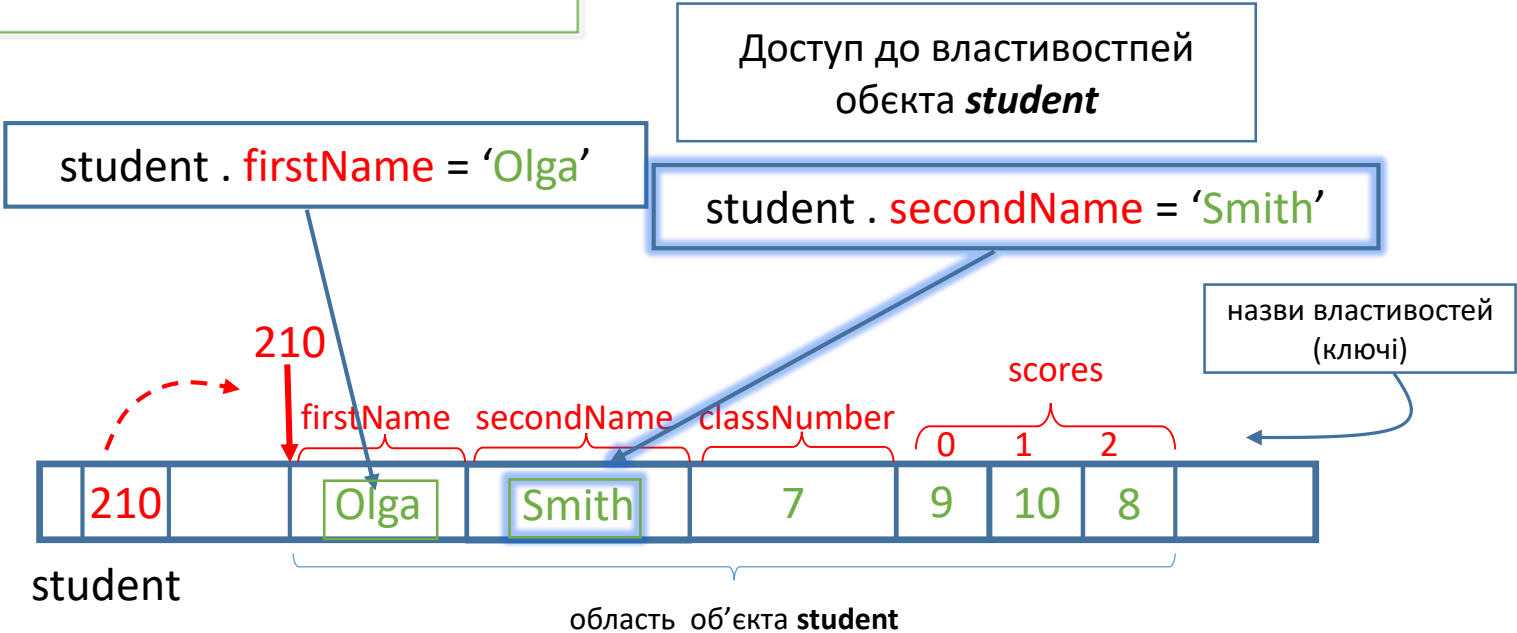 Доступ до властивостпей
обєкта student
student . firstName = ‘Olga’
student . secondName = ‘Smith’
назви властивостей
(ключі)
210
scores
firstName secondName classNumber
0 1 2
210 Olga Smith 7 9 10 8
student
область об’єкта student